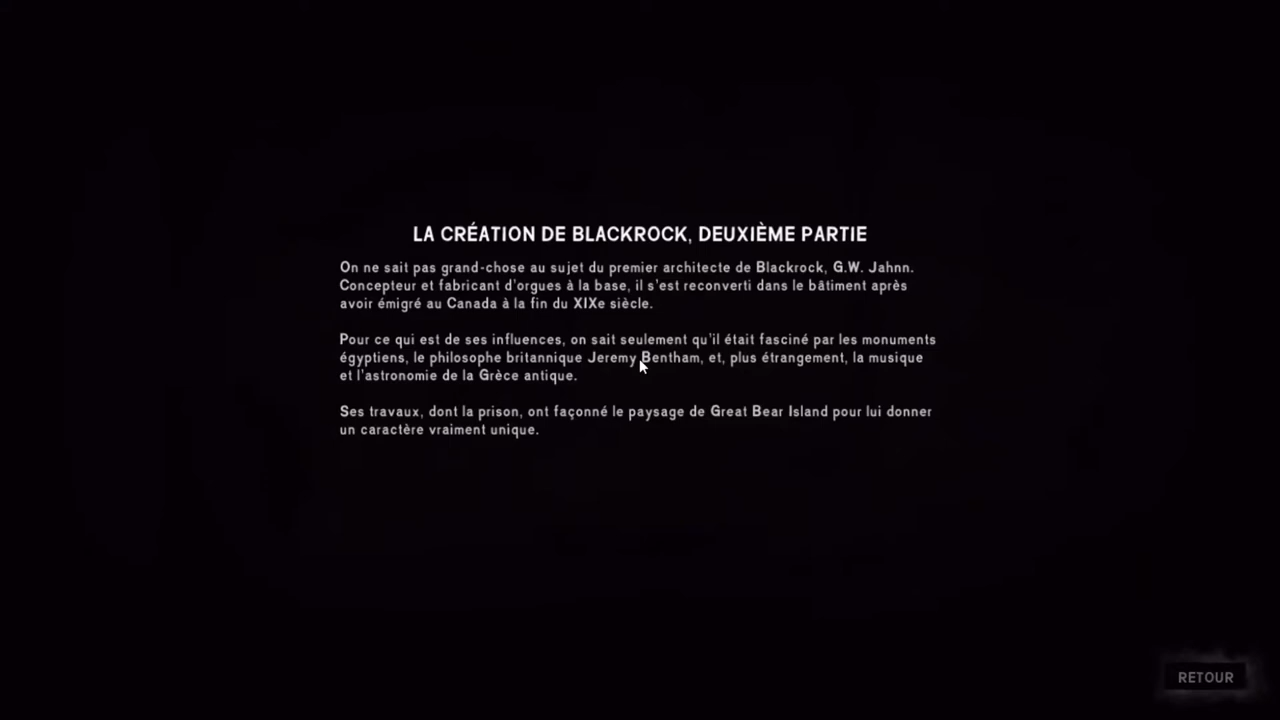 LA CRÉATION DE BLACKROCK, DEUXIÈME PARTIE
On ne sait pas grand-chose au sujet du premier architecte de Blackrock, G.W. Jahnn.
Concepteur et fabricant d'orgues à la base, il s'est reconverti dans le bâtiment après
avoir émigré au Canada à la fin du XIXe siècle.
Pour ce qui est de ses influences, on sait seulement qu'il était fasciné par les monuments
égyptiens, le philosophe britannique Jeremy Bentham, et, plus étrangement, la musique
et l'astronomie de la Grèce antique.
Ses travaux, dont la prison, ont façonné le paysage de Great Bear Island pour lui donner
un caractère vraiment unique.
RETOUR